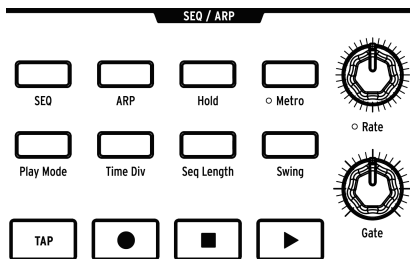 SEQ / ARP
SEQ ARP Hold Metro
Rate
Play Mode Time Div Seq Length Swing
Gate
TAP